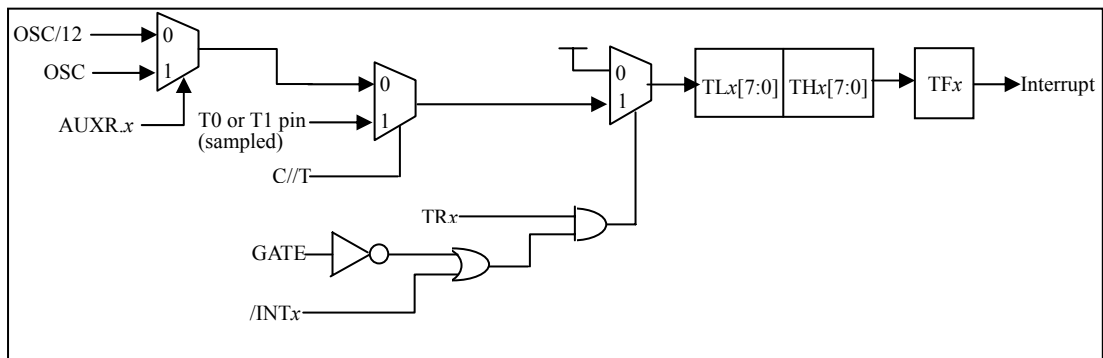 OSC/12
0
OSC
1
AUXR.x
0
T0 or T1 pin
1
(sampled)
C//T
0
1
TLx[7:0]
THx[7:0]
TFx
Interrupt
TRx
GATE
/INTx